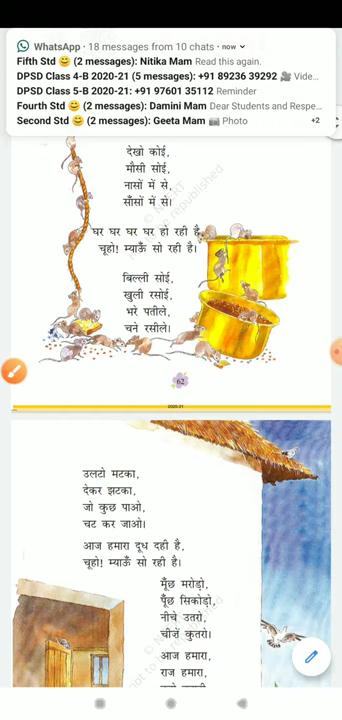 WhatsApp · 18 messages from 10 chats · now
Fifth Std 😊 (2 messages): Nitika Mam Read this again.
DPSD Class 4-B 2020-21 (5 messages): +91 89236 39292 🎥 Vide...
DPSD Class 5-B 2020-21: +91 97601 35112 Reminder
Fourth Std 😊 (2 messages): Damini Mam Dear Students and Respe...
Second Std 😊 (2 messages): Geeta Mam 📷 Photo
+2
देखो कोई,
मौसी सोई,
नासों में से,
साँसों में से।
घर घर घर घर हो रही है,
चूहो! म्याऊँ सो रही है।
बिल्ली सोई,
खुली रसोई,
भरे पतीले,
चने रसीले।
62
2020-21
उलटो मटका,
देकर झटका,
जो कुछ पाओ,
चट कर जाओ।
आज हमारा दूध दही है,
चूहो! म्याऊँ सो रही है।
मूँछ मरोड़ो,
पूँछ सिकोड़ो,
नीचे उतरो,
चीज़ें कुतरो।
आज हमारा,
राज हमारा,